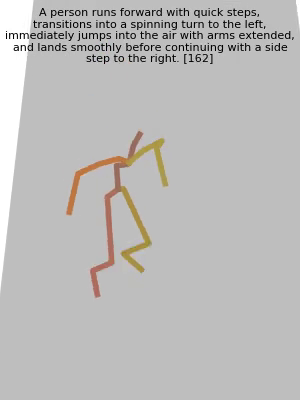 A person runs forward with quick steps,
transitions into a spinning turn to the left,
immediately jumps into the air with arms extended,
and lands smoothly before continuing with a side
step to the right. [162]